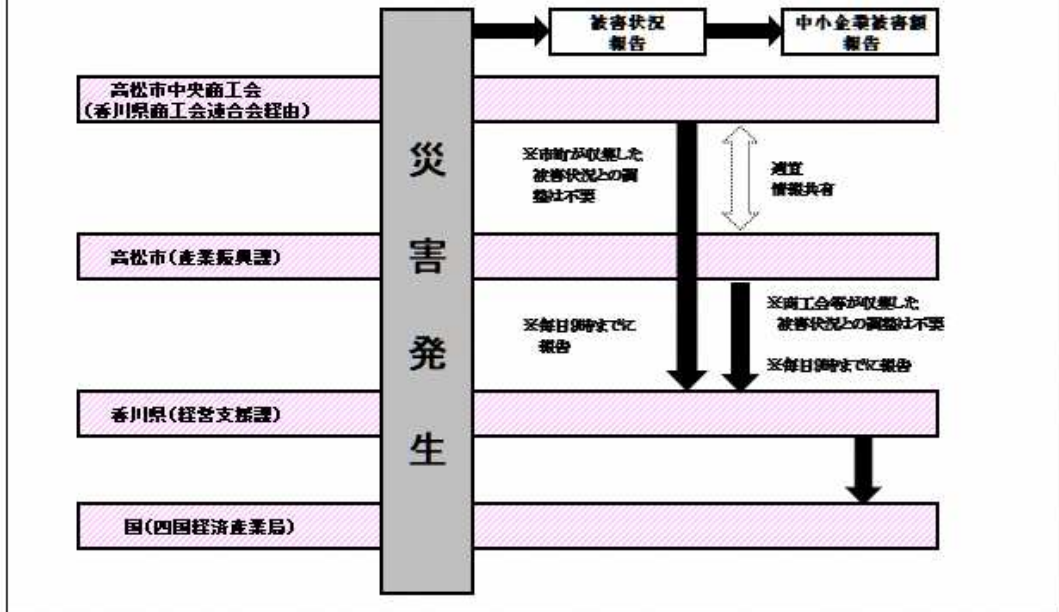 被害状況
報告
中小企業被害額
報告
高松市中央商工会
(香川県商工会連合会経由)
災
害
発
生
※市町が収集した
被害状況との調
整は不要
適宜
情報共有
高松市(産業振興課)
※毎日9時までに
報告
※商工会等が収集した
被害状況との調整は不要
※毎日9時までに報告
香川県(経営支援課)
国(四国経済産業局)